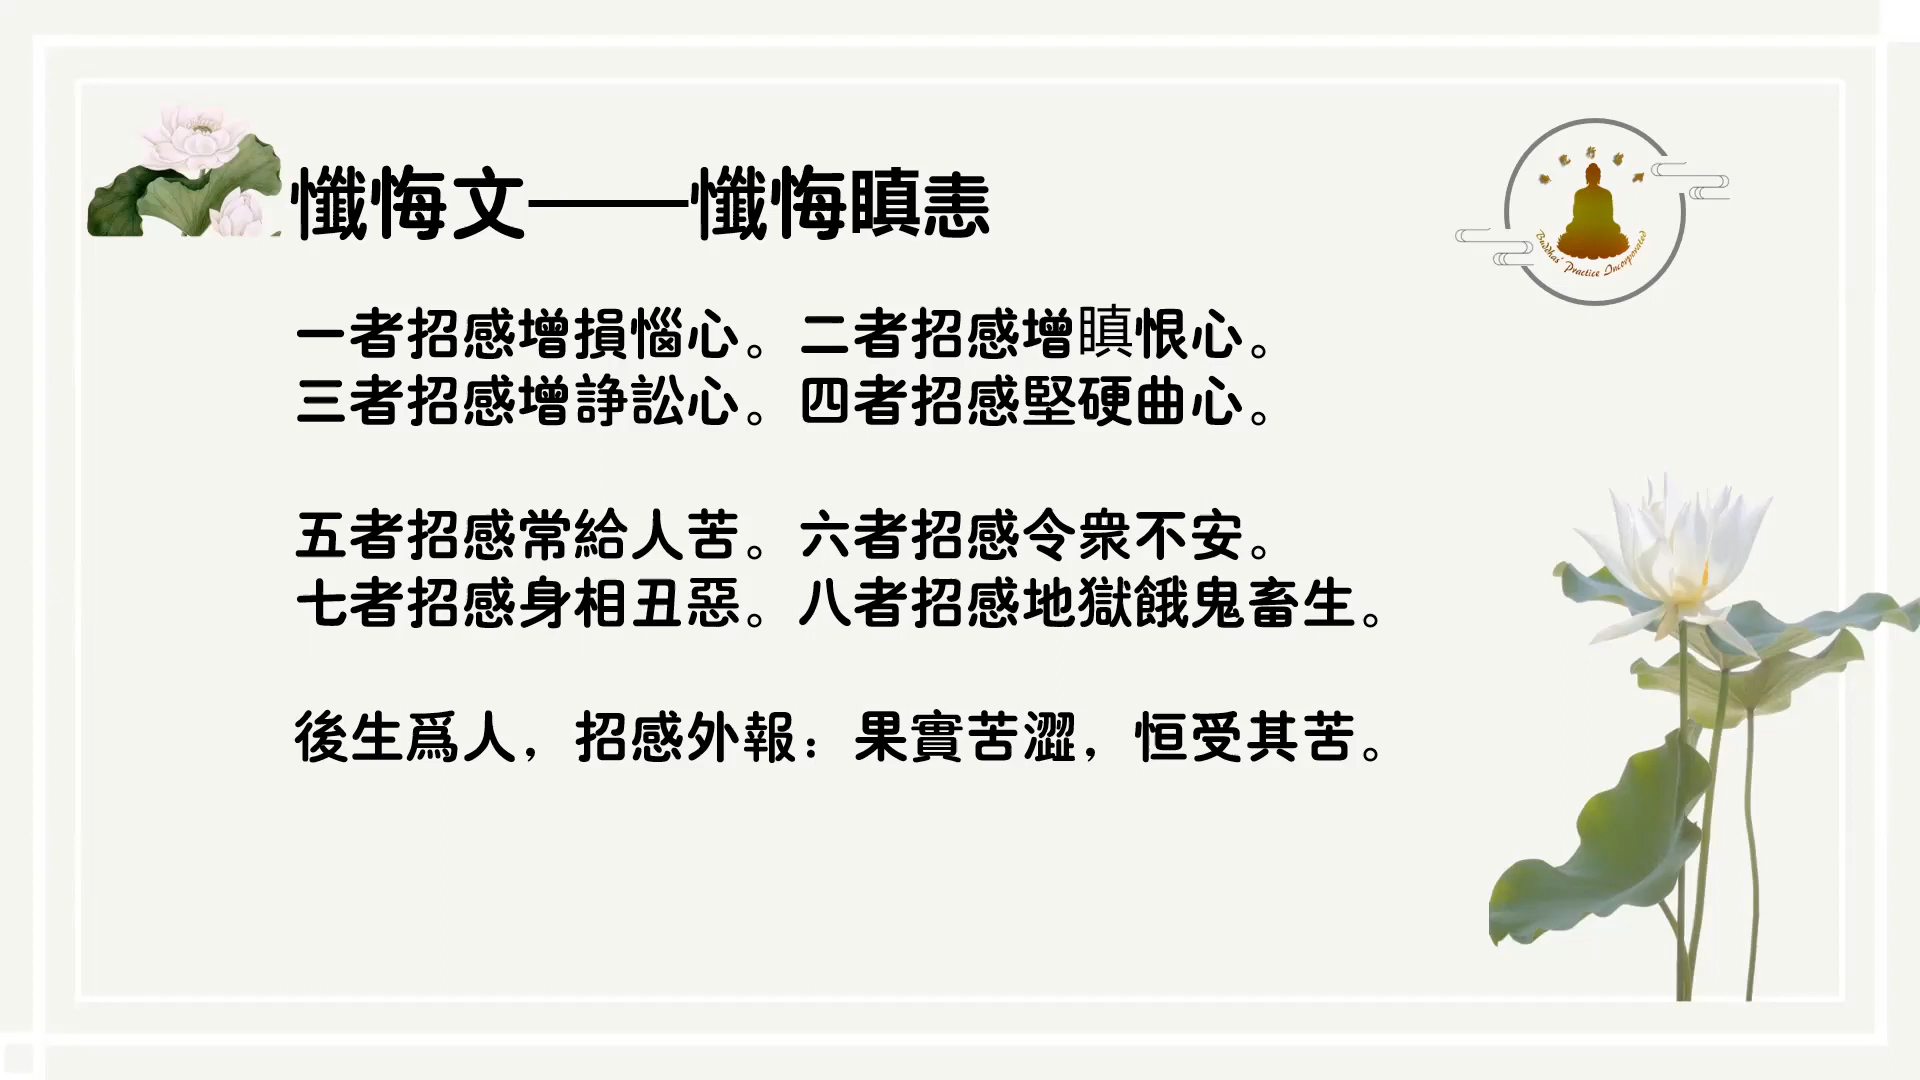 懺悔文——懺悔瞋恚
一者招感增損惱心。二者招感增瞋恨心。
三者招感增諍訟心。四者招感堅硬曲心。
五者招感常給人苦。六者招感令衆不安。
七者招感身相丑惡。八者招感地獄餓鬼畜生。
後生爲人，招感外報：果實苦澀，恒受其苦。
Buddhas' Practice Incorporated